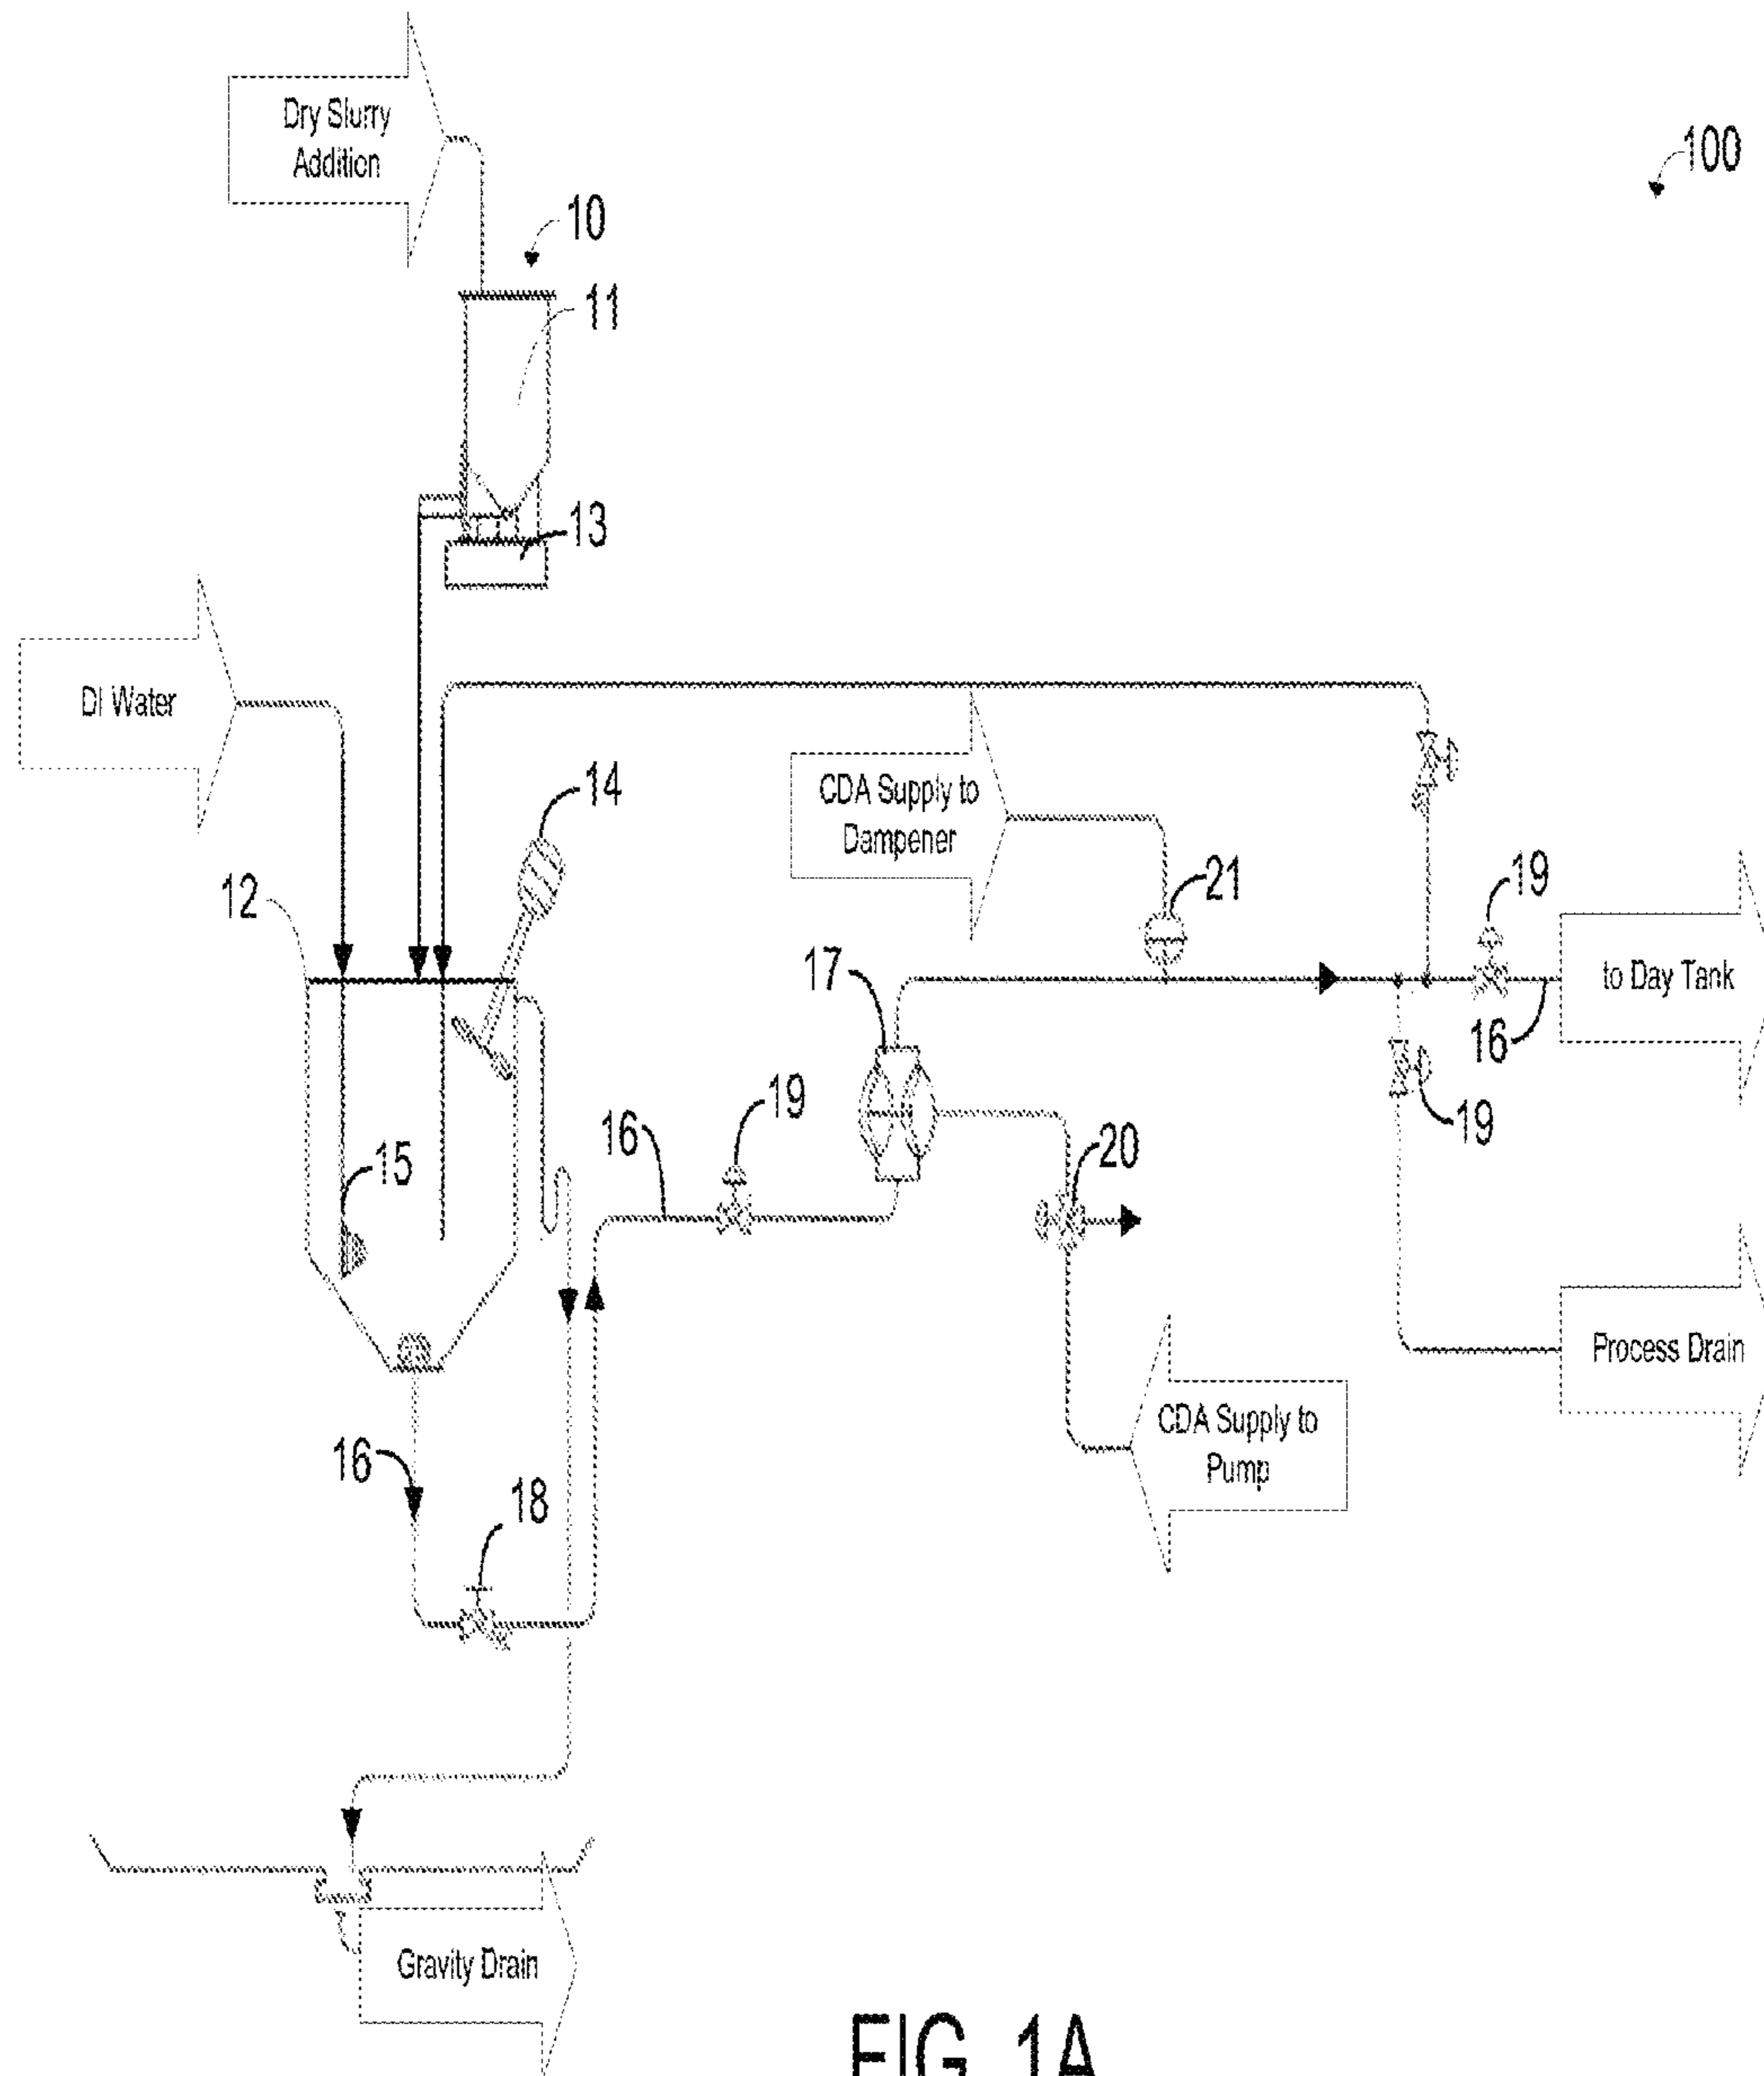 Dry Slurry
Addition
100
10
11
13
DI Water
14
CDA Supply to
Dampener
12
21
19
17
to Day Tank
16
19
16
19
20
15
Process Drain
CDA Supply to
Pump
16
18
Gravity Drain
FIG. 1A